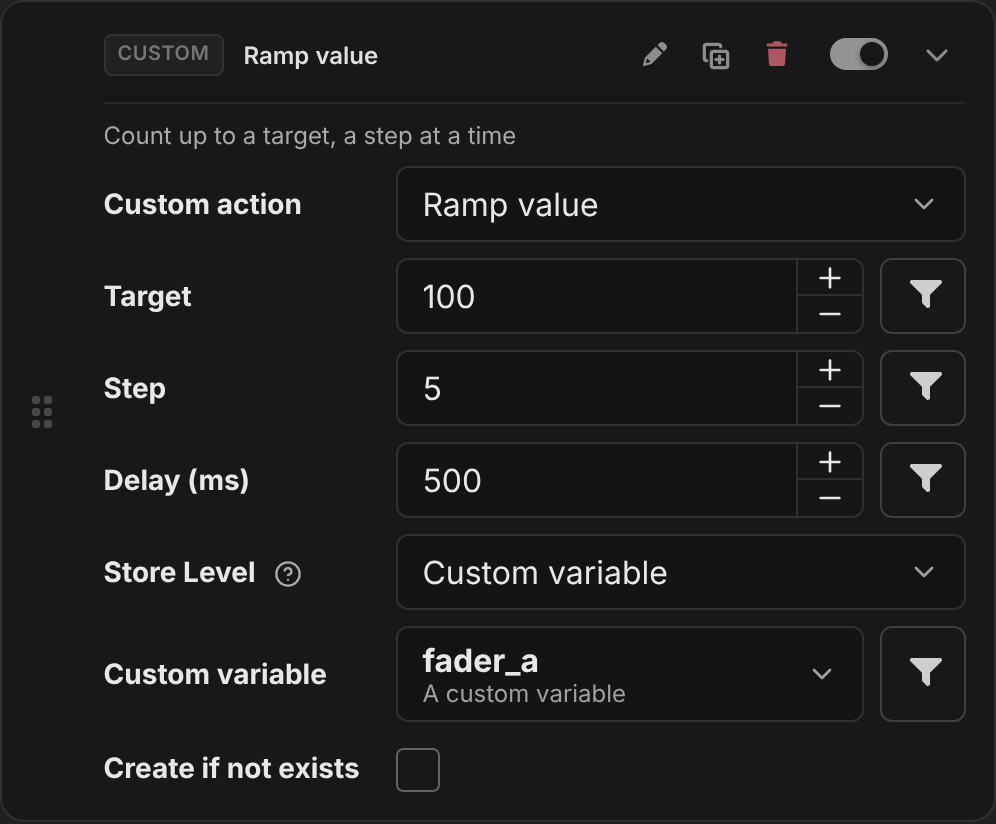 CUSTOM Ramp value
Count up to a target, a step at a time
Custom action Ramp value
Target 100
Step 5
Delay (ms) 500
Store Level Custom variable
Custom variable fader_a
A custom variable
Create if not exists